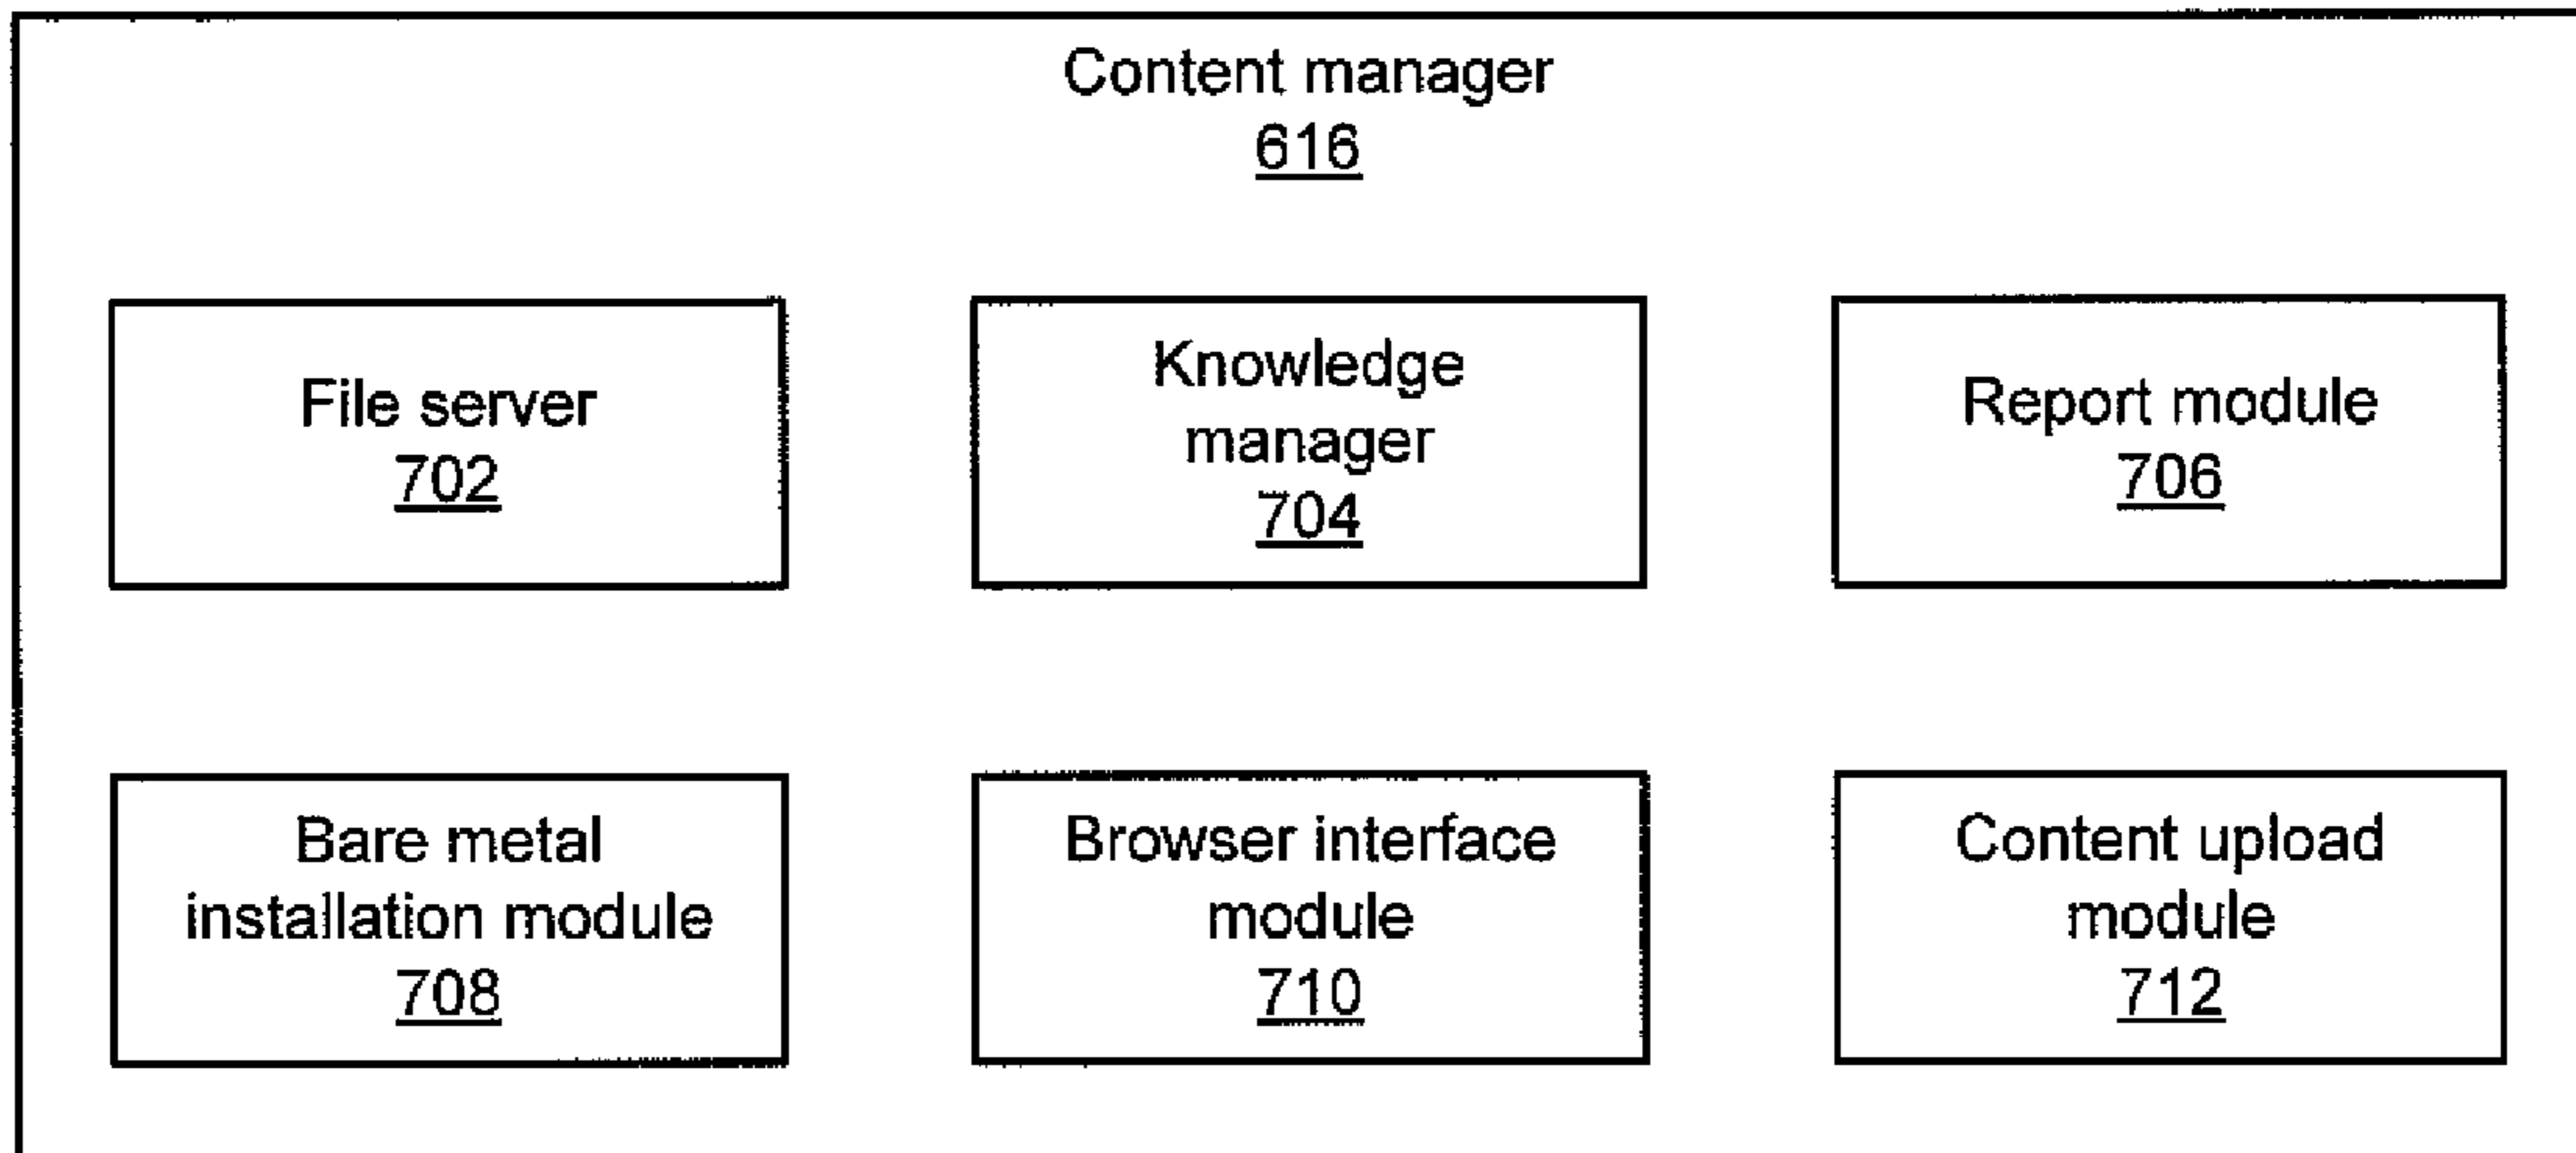 Content manager
616
File server
702
Knowledge
manager
704
Report module
706
Bare metal
installation module
708
Browser interface
module
710
Content upload
module
712